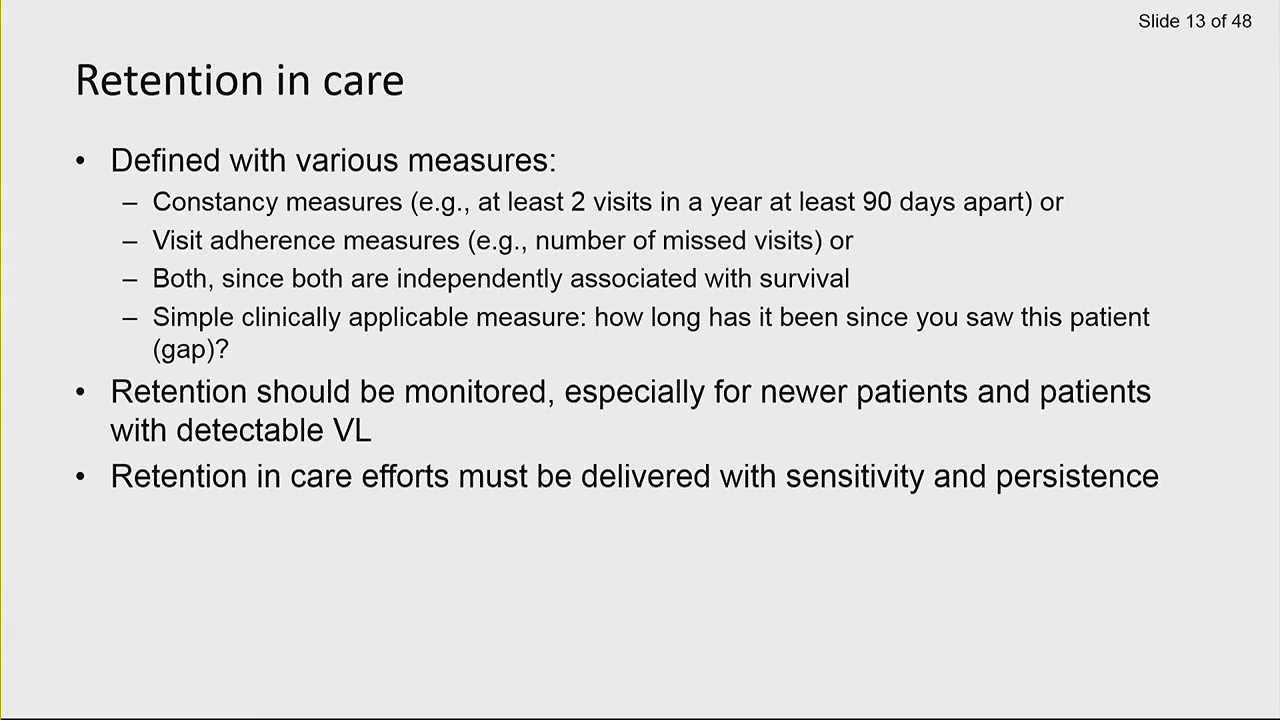 Slide 13 of 48
Retention in care
• Defined with various measures:
– Constancy measures (e.g., at least 2 visits in a year at least 90 days apart) or
– Visit adherence measures (e.g., number of missed visits) or
– Both, since both are independently associated with survival
– Simple clinically applicable measure: how long has it been since you saw this patient
(gap)?
• Retention should be monitored, especially for newer patients and patients
with detectable VL
• Retention in care efforts must be delivered with sensitivity and persistence